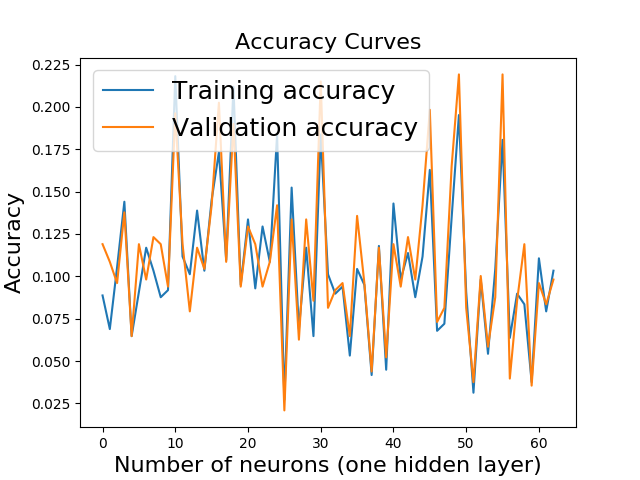 Accuracy Curves
Training accuracy
Validation accuracy
Accuracy
0.225
0.200
0.175
0.150
0.125
0.100
0.075
0.050
0.025
0 10 20 30 40 50 60
Number of neurons (one hidden layer)